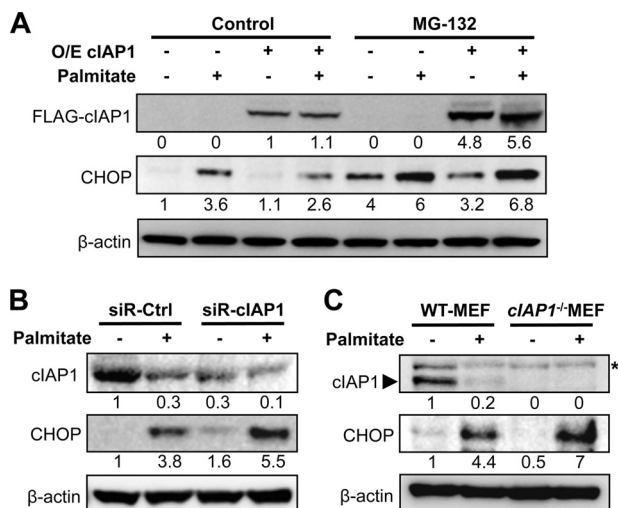 A
Control MG-132
O/E cIAP1 - - + + - - + +
Palmitate - + - + - + - +
FLAG-cIAP1
0 0 1 1.1 0 0 4.8 5.6
CHOP
1 3.6 1.1 2.6 4 6 3.2 6.8
β-actin
B
siR-Ctrl siR-cIAP1
Palmitate - + - +
cIAP1
1 0.3 0.3 0.1
CHOP
1 3.8 1.6 5.5
β-actin
C
WT-MEF cIAP1-/-MEF
Palmitate - + - +
*
cIAP1
1 0.2 0 0
CHOP
1 4.4 0.5 7
β-actin